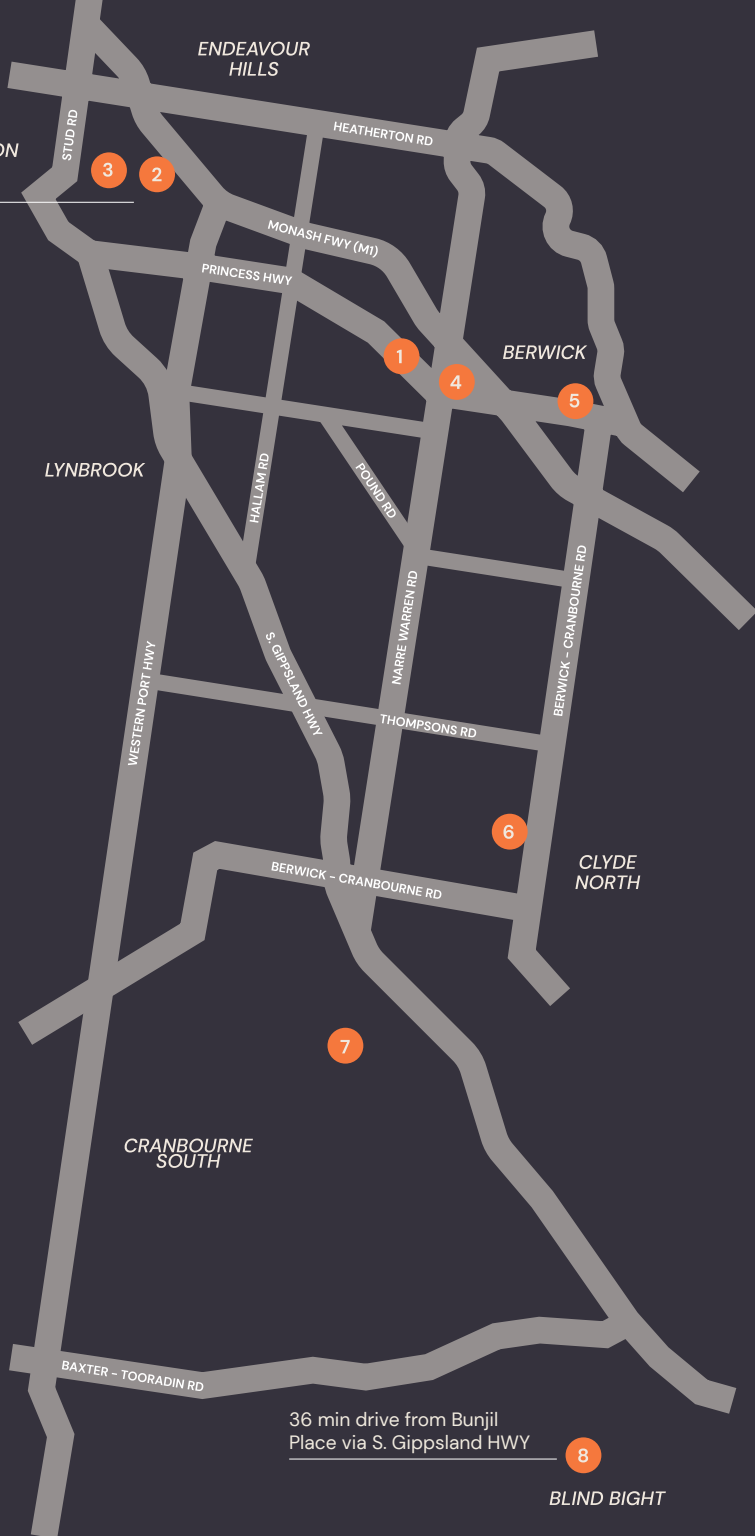 ENDEAVOUR
HILLS
HEATHERTON RD
STUD RD
ON
3
2
MONASH FWY (M1)
PRINCESS HWY
1
BERWICK
4
5
LYNBROOK
HALLAM RD
POUND RD
NARRE WARREN RD
BERWICK - CRANBOURNE RD
WESTERN PORT HWY
S. GIPPSLAND HWY
THOMPSONS RD
6
CLYDE
NORTH
BERWICK - CRANBOURNE RD
7
CRANBOURNE
SOUTH
BAXTER - TOORADIN RD
36 min drive from Bunjil
Place via S. Gippsland HWY
8
BLIND BIGHT